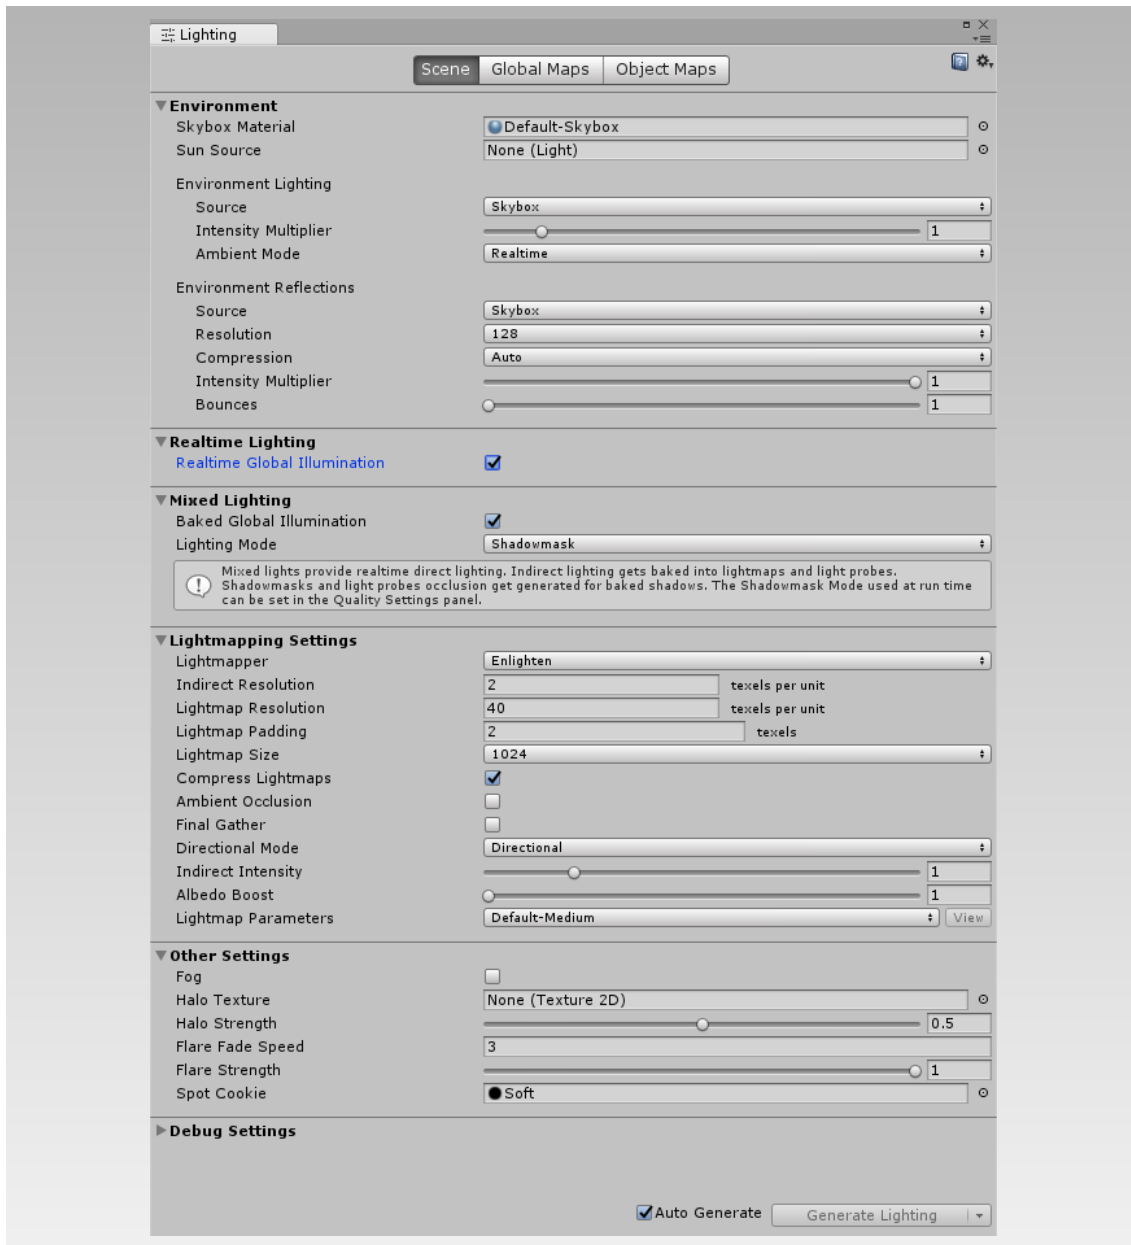 Lighting
Scene Global Maps Object Maps
Environment
Skybox Material Default-Skybox
Sun Source None (Light)
Environment Lighting
Source Skybox
Intensity Multiplier 1
Ambient Mode Realtime
Environment Reflections
Source Skybox
Resolution 128
Compression Auto
Intensity Multiplier 1
Bounces 1
Realtime Lighting
Realtime Global Illumination
Mixed Lighting
Baked Global Illumination
Lighting Mode Shadowmask
Mixed lights provide realtime direct lighting. Indirect lighting gets baked into lightmaps and light probes.
Shadowmasks and light probes occlusion get generated for baked shadows. The Shadowmask Mode used at run time
can be set in the Quality Settings panel.
Lightmapping Settings
Lightmapper Enlighten
Indirect Resolution 2 texels per unit
Lightmap Resolution 40 texels per unit
Lightmap Padding 2 texels
Lightmap Size 1024
Compress Lightmaps
Ambient Occlusion
Final Gather
Directional Mode Directional
Indirect Intensity 1
Albedo Boost 1
Lightmap Parameters Default-Medium View
Other Settings
Fog
Halo Texture None (Texture 2D)
Halo Strength 0.5
Flare Fade Speed 3
Flare Strength 1
Spot Cookie Soft
Debug Settings
Auto Generate Generate Lighting